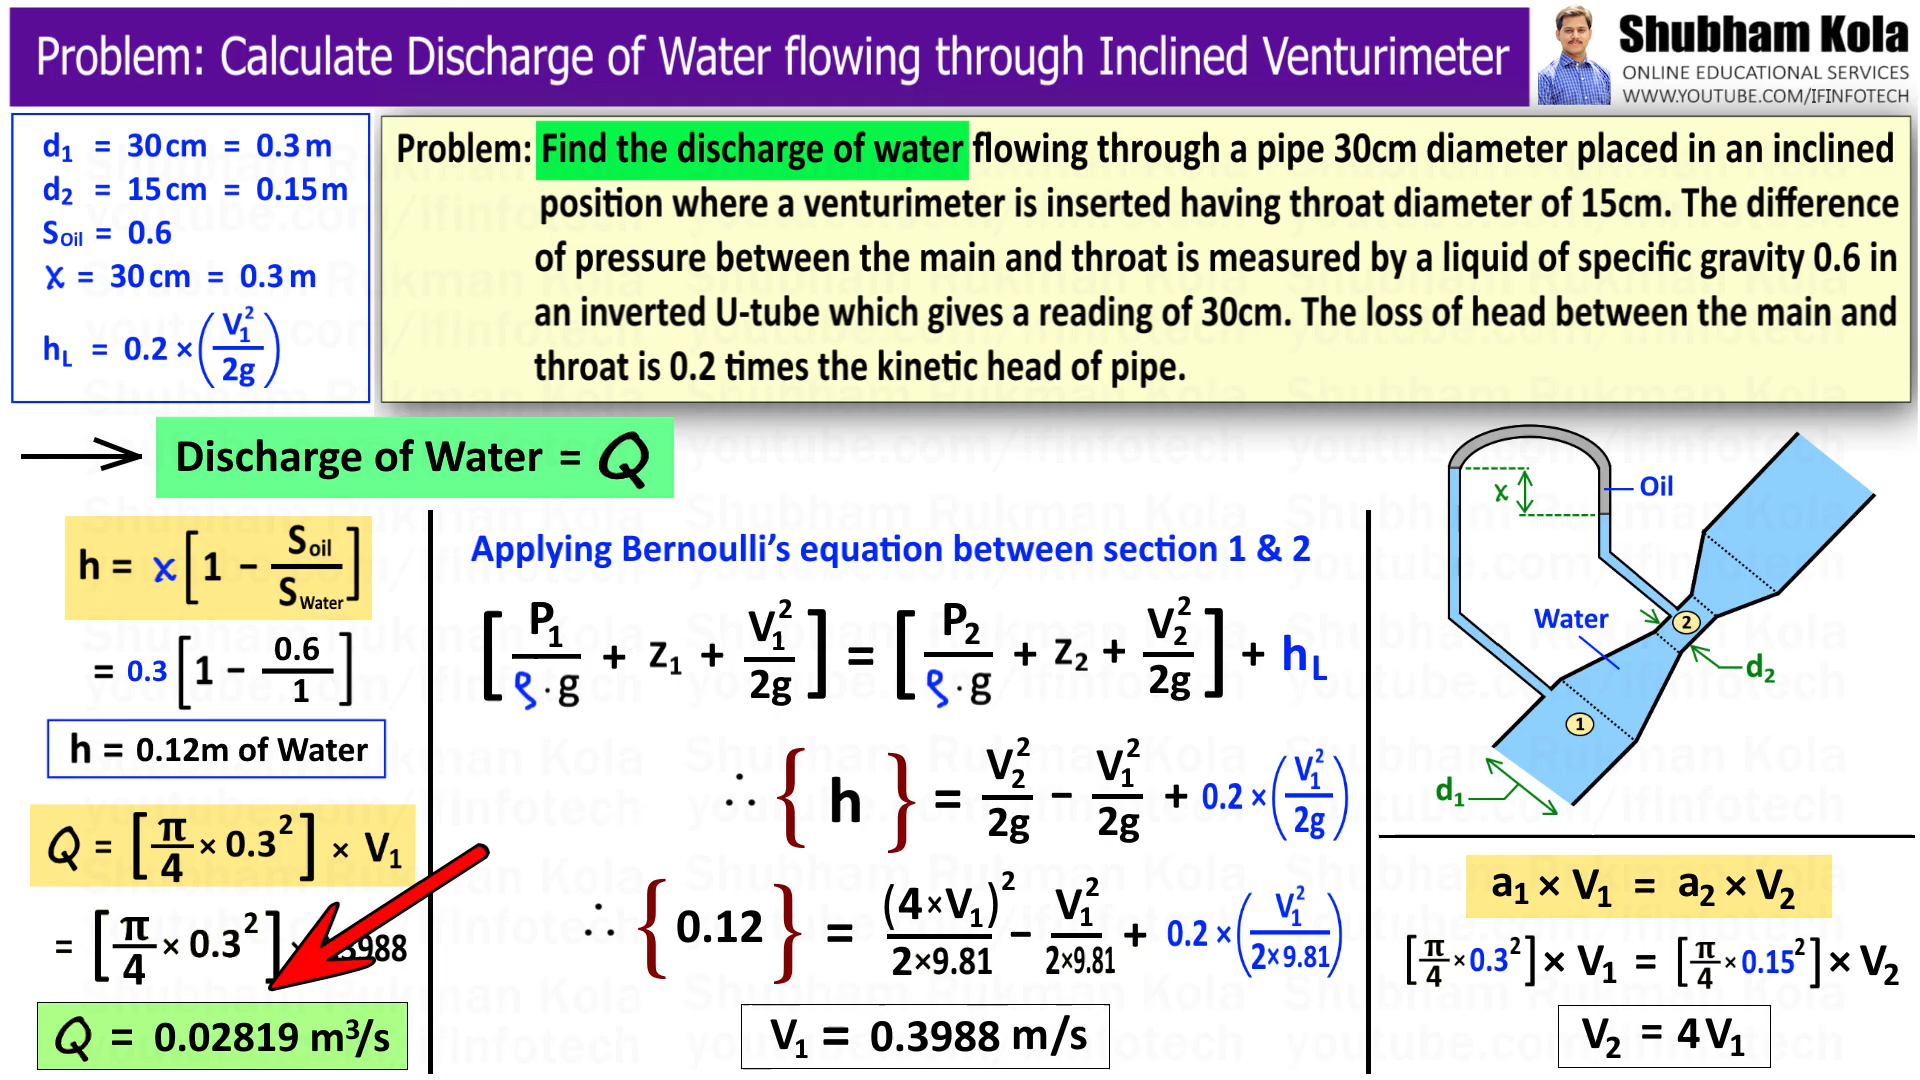 Problem: Calculate Discharge of Water flowing through Inclined Venturimeter
Shubham Kola
ONLINE EDUCATIONAL SERVICES
WWW.YOUTUBE.COM/IFINFOTECH
d₁ = 30cm = 0.3m
d₂ = 15cm = 0.15m
S Oil = 0.6
x = 30cm = 0.3m
h_L = 0.2 × (V₁²/2g)
Problem: Find the discharge of water flowing through a pipe 30cm diameter placed in an inclined
position where a venturimeter is inserted having throat diameter of 15cm. The difference
of pressure between the main and throat is measured by a liquid of specific gravity 0.6 in
an inverted U-tube which gives a reading of 30cm. The loss of head between the main and
throat is 0.2 times the kinetic head of pipe.
Discharge of Water = Q
h = x [1 − S oil / S Water]
= 0.3 [1 − 0.6/1]
h = 0.12m of Water
Q = [π/4 × 0.3²] × V₁
= [π/4 × 0.3²] 3988
Q = 0.02819 m³/s
Applying Bernoulli's equation between section 1 & 2
[P₁/ρ·g + z₁ + V₁²/2g] = [P₂/ρ·g + z₂ + V₂²/2g] + h_L
∴ {h} = V₂²/2g − V₁²/2g + 0.2 × (V₁²/2g)
∴ {0.12} = (4×V₁)²/2×9.81 − V₁²/2×9.81 + 0.2 × (V₁²/2×9.81)
V₁ = 0.3988 m/s
x
Oil
Water
2
d₂
1
d₁
a₁ × V₁ = a₂ × V₂
[π/4 × 0.3²] × V₁ = [π/4 × 0.15²] × V₂
V₂ = 4V₁